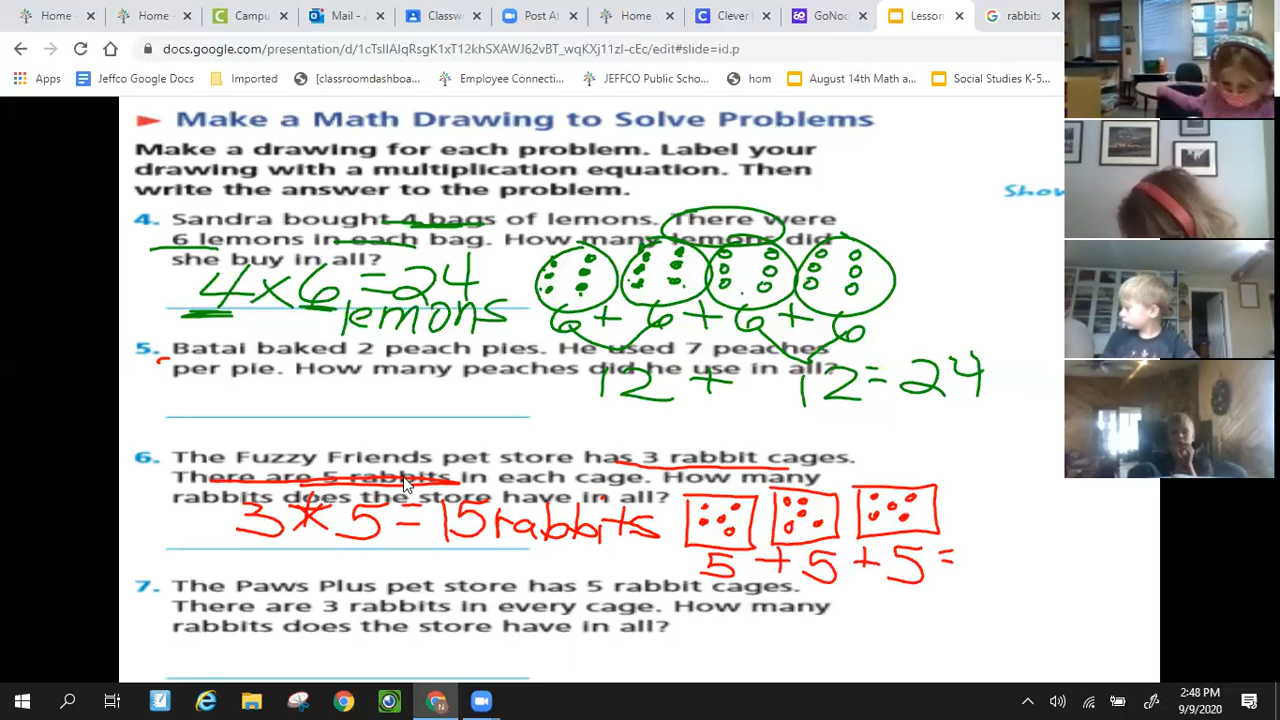 Home -
Home -
Campu
Mail -
Classw
Post At
Home -
Clever |
GoNoo
Lesson
rabbits
docs.google.com/presentation/d/1cTsIlAlqRsgK1xT12khSXAWJ62vBT_wqKXj11zI-cEc/edit#slide=id.p
Apps
Jeffco Google Docs
Imported
[classroomdashboa...
Employee Connecti...
JEFFCO Public Scho...
hom
August 14th Math a...
Social Studies K-5...
Make a Math Drawing to Solve Problems
Make a drawing for each problem. Label your
drawing with a multiplication equation. Then
write the answer to the problem.
Show
4. Sandra bought 4 bags of lemons. There were
6 lemons in each bag. How many lemons did
she buy in all?
4×6=24
lemons
6 + 6 + 6 + 6
12 + 12 = 24
5. Batai baked 2 peach pies. He used 7 peaches
per pie. How many peaches did he use in all?
6. The Fuzzy Friends pet store has 3 rabbit cages.
There are 5 rabbits in each cage. How many
rabbits does the store have in all?
3 * 5 = 15 rabbits
5 + 5 + 5 =
7. The Paws Plus pet store has 5 rabbit cages.
There are 3 rabbits in every cage. How many
rabbits does the store have in all?
2:48 PM
9/9/2020